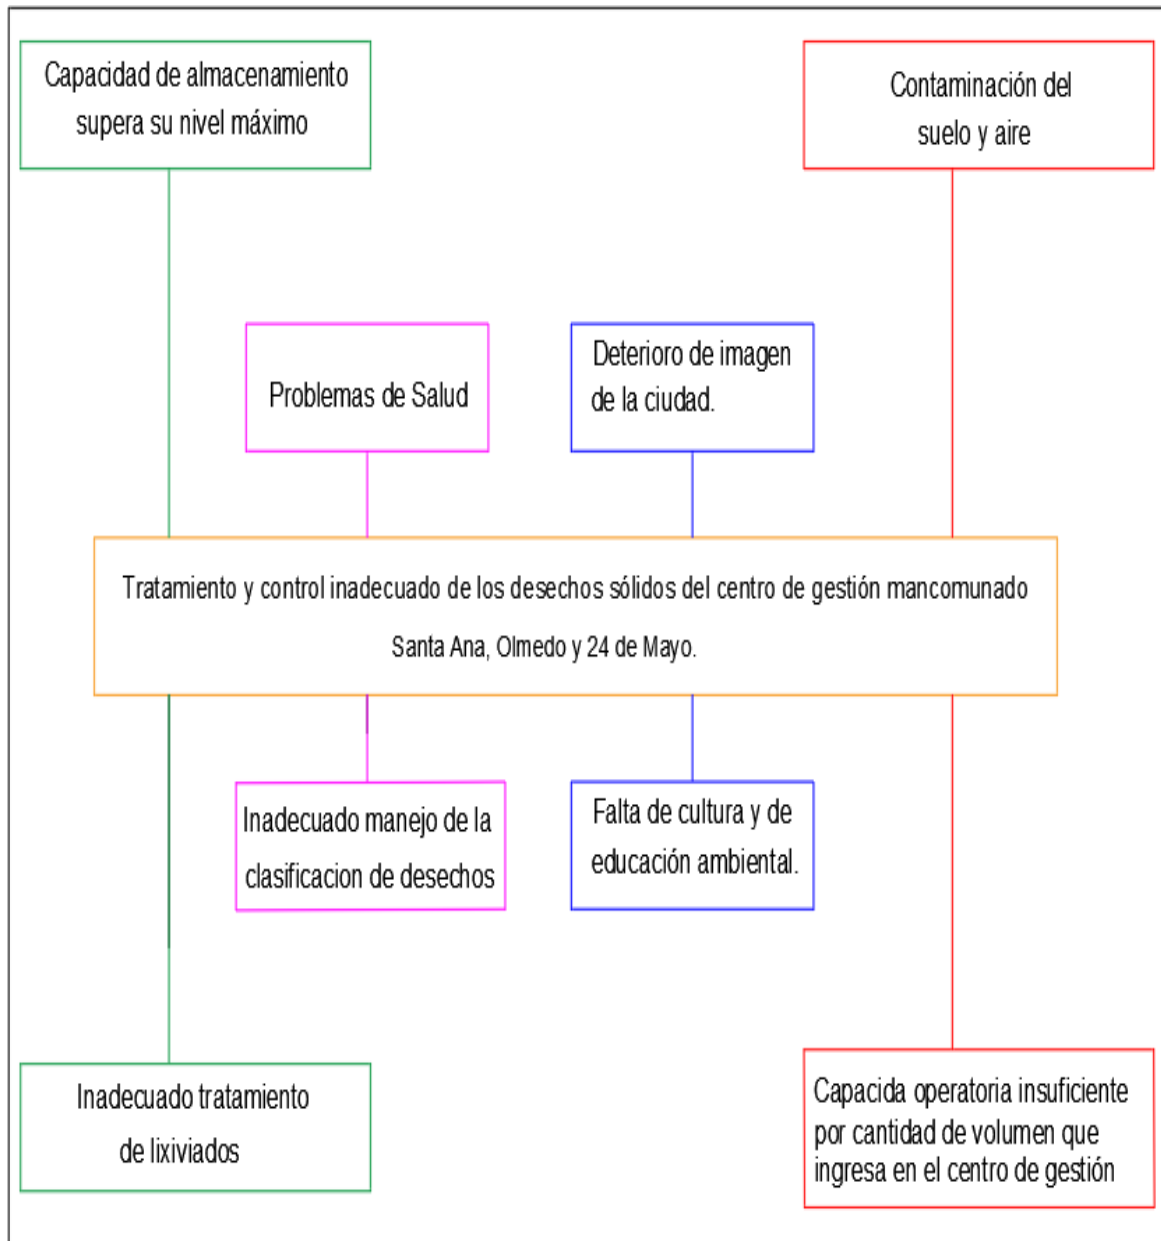 Capacidad de almacenamiento
supera su nivel máximo
Contaminación del
suelo y aire
Problemas de Salud
Deterioro de imagen
de la ciudad.
Tratamiento y control inadecuado de los desechos sólidos del centro de gestión mancomunado
Santa Ana, Olmedo y 24 de Mayo.
Inadecuado manejo de la
clasificacion de desechos
Falta de cultura y de
educación ambiental.
Inadecuado tratamiento
de lixiviados
Capacida operatoria insuficiente
por cantidad de volumen que
ingresa en el centro de gestión